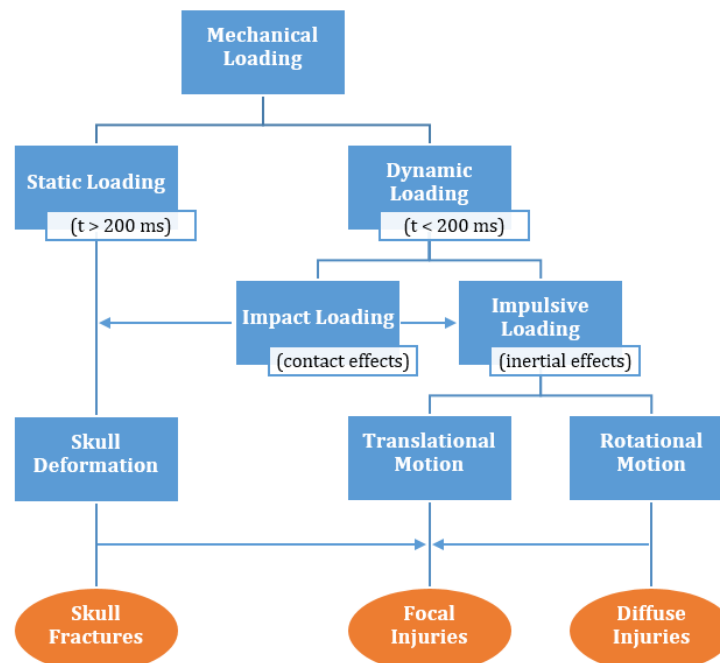 Mechanical
Loading
Static Loading
(t > 200 ms)
Dynamic
Loading
(t < 200 ms)
Impact Loading
(contact effects)
Impulsive
Loading
(inertial effects)
Skull
Deformation
Translational
Motion
Rotational
Motion
Skull
Fractures
Focal
Injuries
Diffuse
Injuries